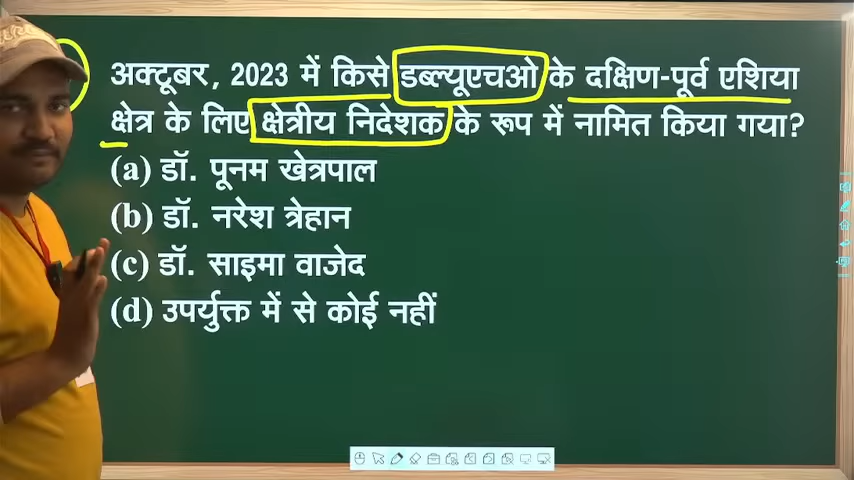 अक्टूबर, 2023 में किसे डब्ल्यूएचओ के दक्षिण-पूर्व एशिया
क्षेत्र के लिए क्षेत्रीय निदेशक के रूप में नामित किया गया?
(a) डॉ. पूनम खेत्रपाल
(b) डॉ. नरेश त्रेहान
(c) डॉ. साइमा वाजेद
(d) उपर्युक्त में से कोई नहीं